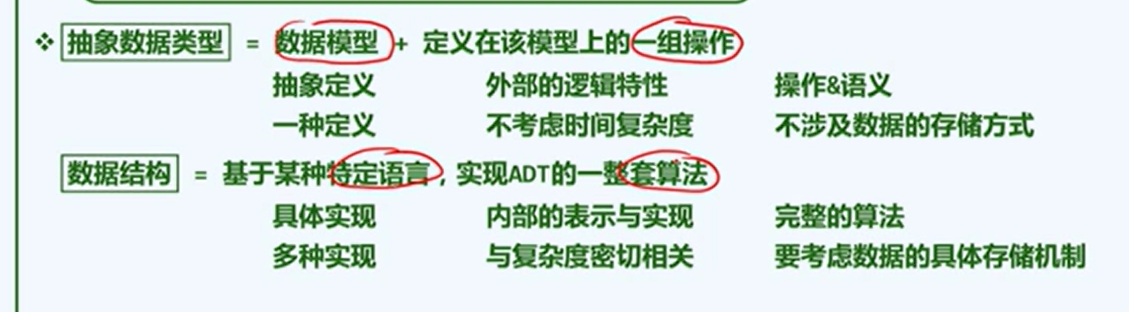 ❖ 抽象数据类型 = 数据模型 + 定义在该模型上的一组操作
抽象定义 外部的逻辑特性 操作&语义
一种定义 不考虑时间复杂度 不涉及数据的存储方式
数据结构 = 基于某种特定语言，实现ADT的一整套算法
具体实现 内部的表示与实现 完整的算法
多种实现 与复杂度密切相关 要考虑数据的具体存储机制